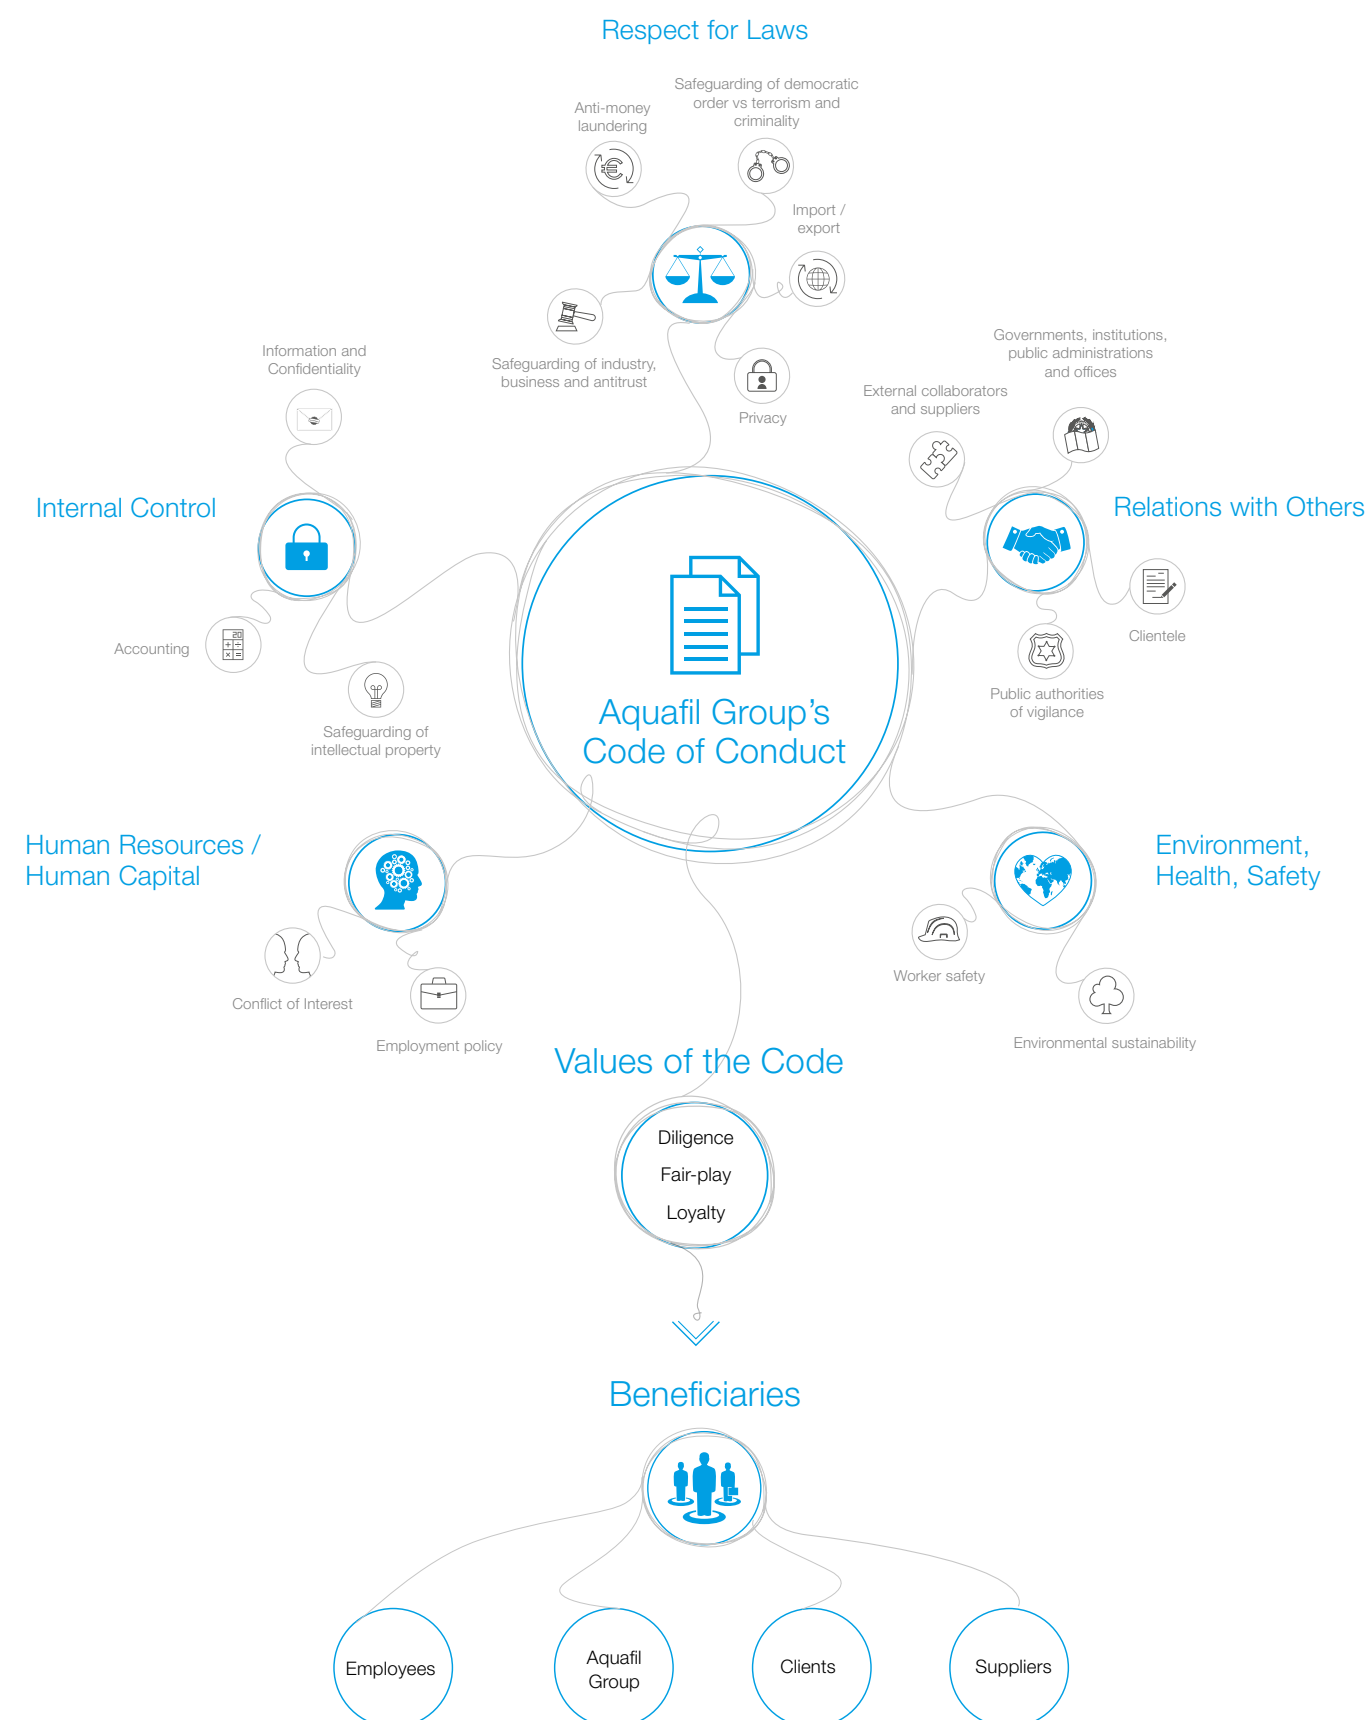 Respect for Laws
Safeguarding of democratic
order vs terrorism and
criminality
Anti-money
laundering
Import /
export
Safeguarding of industry,
business and antitrust
Privacy
Information and
Confidentiality
Internal Control
Accounting
20
Safeguarding of
intellectual property
Governments, institutions,
public administrations
and offices
External collaborators
and suppliers
Relations with Others
Clientele
Public authorities
of vigilance
Aquafil Group's
Code of Conduct
Human Resources /
Human Capital
Conflict of Interest
Employment policy
Environment,
Health, Safety
Worker safety
Environmental sustainability
Values of the Code
Diligence
Fair-play
Loyalty
Beneficiaries
Employees
Aquafil
Group
Clients
Suppliers